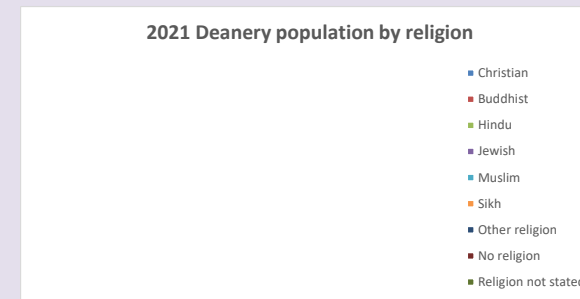 2021 Deanery population by religion
Christian
Buddhist
Hindu
Jewish
Muslim
Sikh
Other religion
No religion
Religion not stated